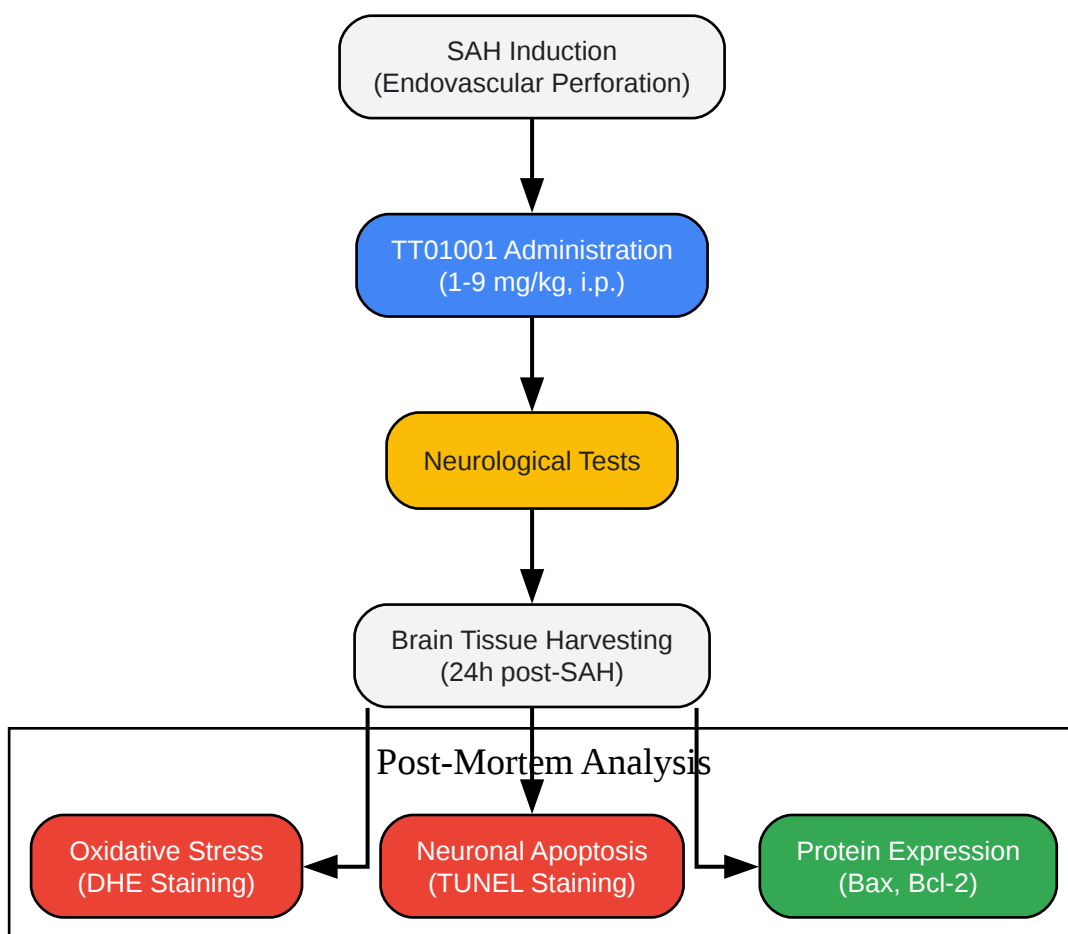 SAH Induction
(Endovascular Perforation)
TT01001 Administration
(1-9 mg/kg, i.p.)
Neurological Tests
Brain Tissue Harvesting
(24h post-SAH)
Post-Mortem Analysis
Oxidative Stress
(DHE Staining)
Neuronal Apoptosis
(TUNEL Staining)
Protein Expression
(Bax, Bcl-2)